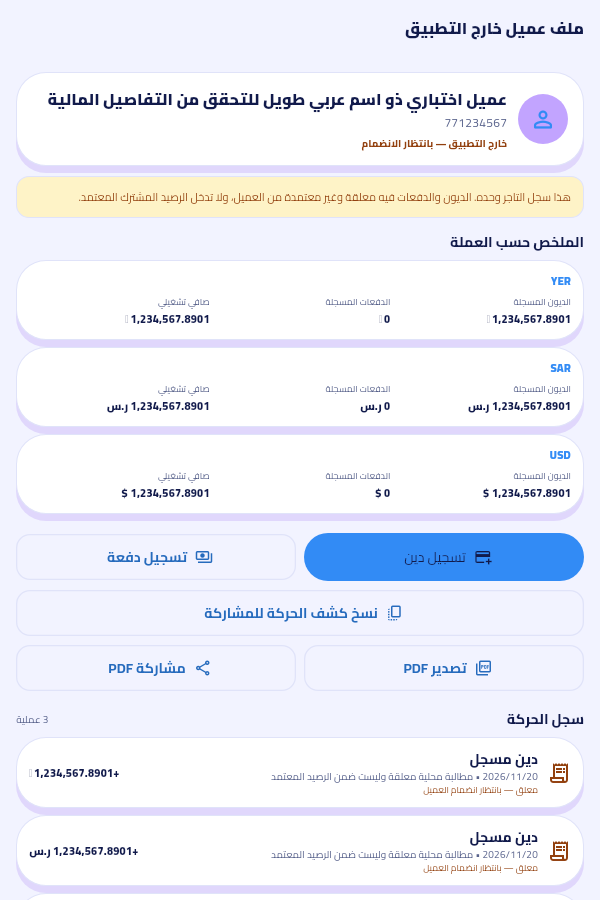 ملف عميل خارج التطبيق
عميل اختباري ذو اسم عربي طويل للتحقق من التفاصيل المالية
771234567
خارج التطبيق — بانتظار الانضمام
هذا سجل التاجر وحده. الديون والدفعات فيه معلقة وغير معتمدة من العميل، ولا تدخل الرصيد المشترك المعتمد.
الملخص حسب العملة
YER
الديون المسجلة الدفعات المسجلة صافي تشغيلي
1,234,567.8901 0 1,234,567.8901
SAR
الديون المسجلة الدفعات المسجلة صافي تشغيلي
1,234,567.8901 ر.س 0 ر.س 1,234,567.8901 ر.س
USD
الديون المسجلة الدفعات المسجلة صافي تشغيلي
1,234,567.8901 $ 0 $ 1,234,567.8901 $
تسجيل دين تسجيل دفعة
نسخ كشف الحركة للمشاركة
تصدير PDF مشاركة PDF
سجل الحركة 3 عملية
دين مسجل
2026/11/20 • مطالبة محلية معلقة وليست ضمن الرصيد المعتمد
معلق — بانتظار انضمام العميل
+1,234,567.8901
دين مسجل
2026/11/20 • مطالبة محلية معلقة وليست ضمن الرصيد المعتمد
معلق — بانتظار انضمام العميل
+1,234,567.8901 ر.س